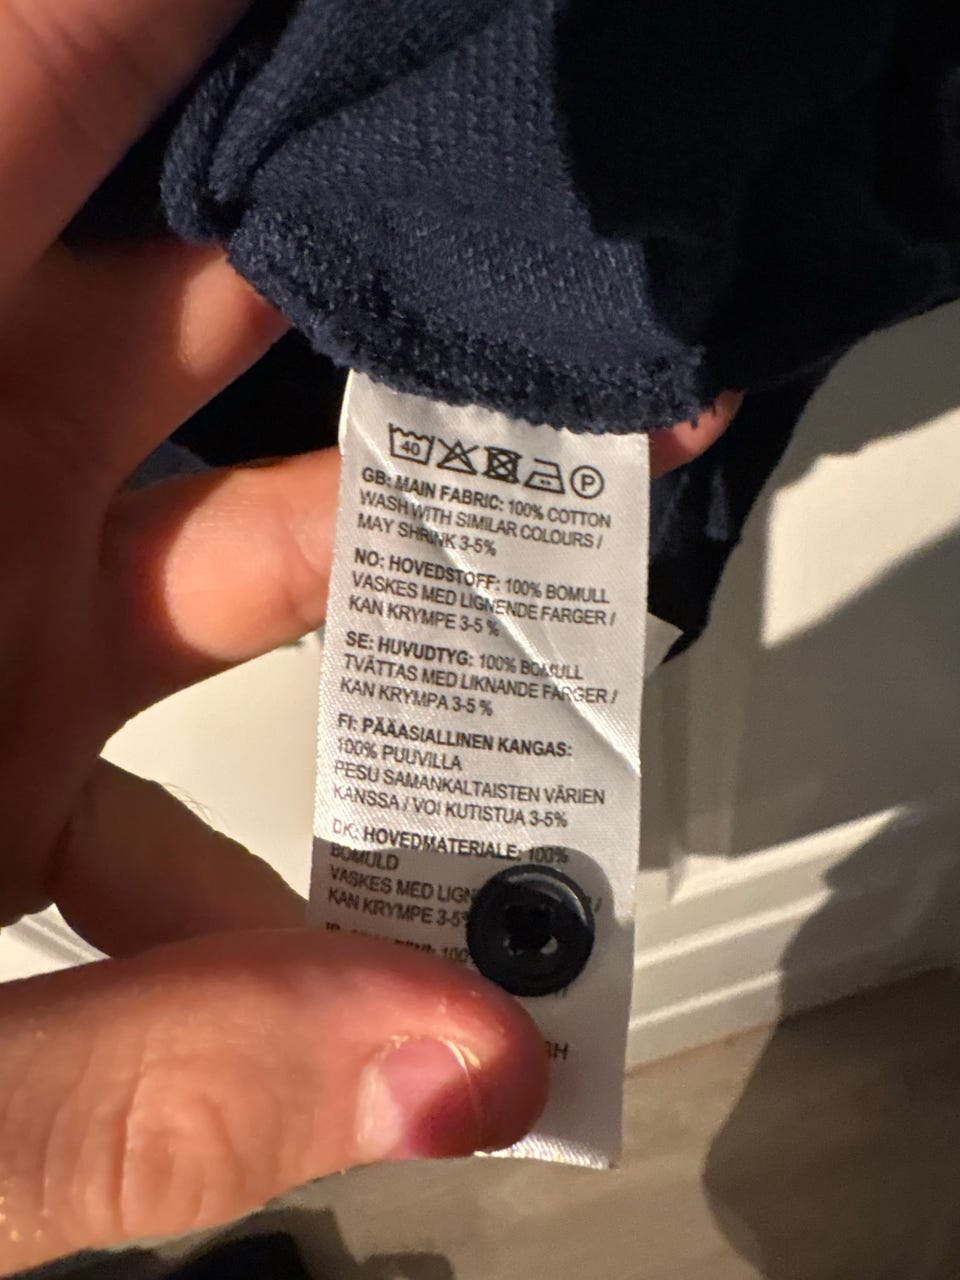 40 P
GB: MAIN FABRIC: 100% COTTON
WASH WITH SIMILAR COLOURS /
MAY SHRINK 3-5%
NO: HOVEDSTOFF: 100% BOMULL
VASKES MED LIGNENDE FARGER /
KAN KRYMPE 3-5 %
SE: HUVUDTYG: 100% BOMULL
TVÄTTAS MED LIKNANDE FÄRGER /
KAN KRYMPA 3-5 %
FI: PÄÄASIALLINEN KANGAS:
100% PUUVILLA
PESU SAMANKALTAISTEN VÄRIEN
KANSSA / VOI KUTISTUA 3-5%
DK: HOVEDMATERIALE: 100%
BOMULD
VASKES MED /
KAN KRYMPE 3-5%